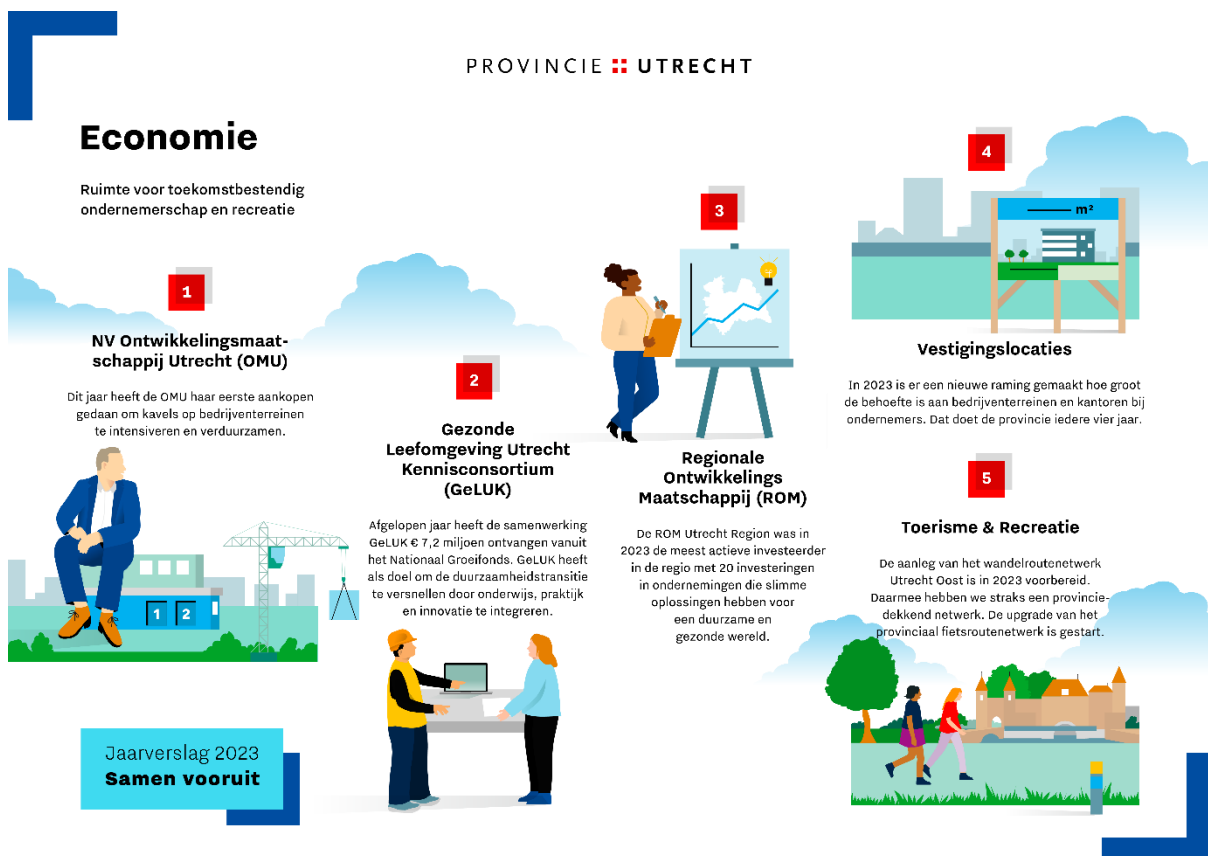 PROVINCIE UTRECHT
Economie
Ruimte voor toekomstbestendig
ondernemerschap en recreatie
1
NV Ontwikkelingsmaat-
schappij Utrecht (OMU)
Dit jaar heeft de OMU haar eerste aankopen
gedaan om kavels op bedrijventerreinen
te intensiveren en verduurzamen.
1 2
2
Gezonde
Leefomgeving Utrecht
Kennisconsortium
(GeLUK)
Afgelopen jaar heeft de samenwerking
GeLUK € 7,2 miljoen ontvangen vanuit
het Nationaal Groeifonds. GeLUK heeft
als doel om de duurzaamheidstransitie
te versnellen door onderwijs, praktijk
en innovatie te integreren.
3
Regionale
Ontwikkelings
Maatschappij (ROM)
De ROM Utrecht Region was in
2023 de meest actieve investeerder
in de regio met 20 investeringen
in ondernemingen die slimme
oplossingen hebben voor
een duurzame en
gezonde wereld.
4
m²
Vestigingslocaties
In 2023 is er een nieuwe raming gemaakt hoe groot
de behoefte is aan bedrijventerreinen en kantoren bij
ondernemers. Dat doet de provincie iedere vier jaar.
5
Toerisme & Recreatie
De aanleg van het wandelroutenetwerk
Utrecht Oost is in 2023 voorbereid.
Daarmee hebben we straks een provincie-
dekkend netwerk. De upgrade van het
provinciaal fietsroutenetwerk is gestart.
Jaarverslag 2023
Samen vooruit